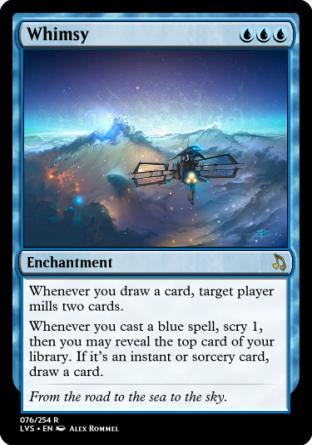 Whimsy
Enchantment
Whenever you draw a card, target player
mills two cards.
Whenever you cast a blue spell, scry 1,
then you may reveal the top card of your
library. If it's an instant or sorcery card,
draw a card.
From the road to the sea to the sky.
076/254 R
LVS • EN Alex Rommel